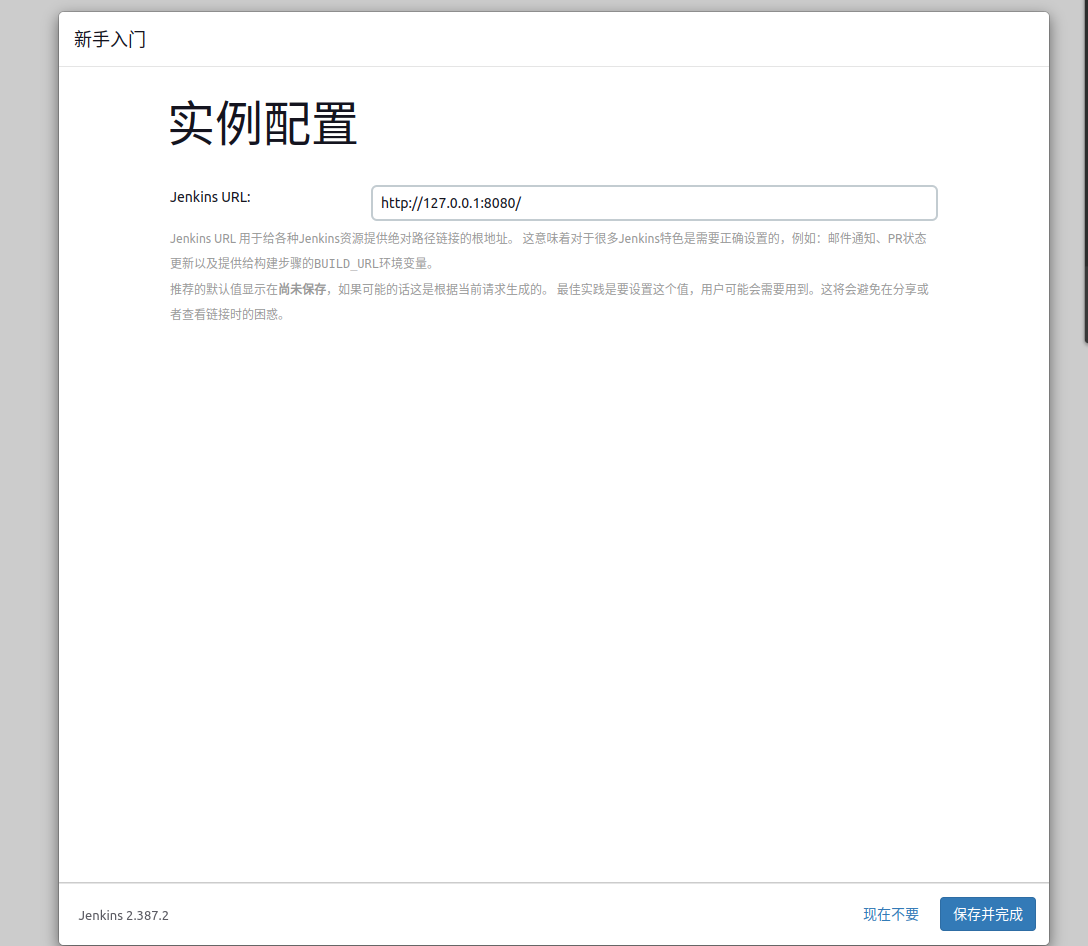 新手入门
实例配置
Jenkins URL:
http://127.0.0.1:8080/
Jenkins URL 用于给各种Jenkins资源提供绝对路径链接的根地址。 这意味着对于很多Jenkins特色是需要正确设置的，例如：邮件通知、PR状态
更新以及提供给构建步骤的BUILD_URL环境变量。
推荐的默认值显示在尚未保存，如果可能的话这是根据当前请求生成的。 最佳实践是要设置这个值，用户可能会需要用到。这将会避免在分享或
者查看链接时的困惑。
Jenkins 2.387.2
现在不要
保存并完成